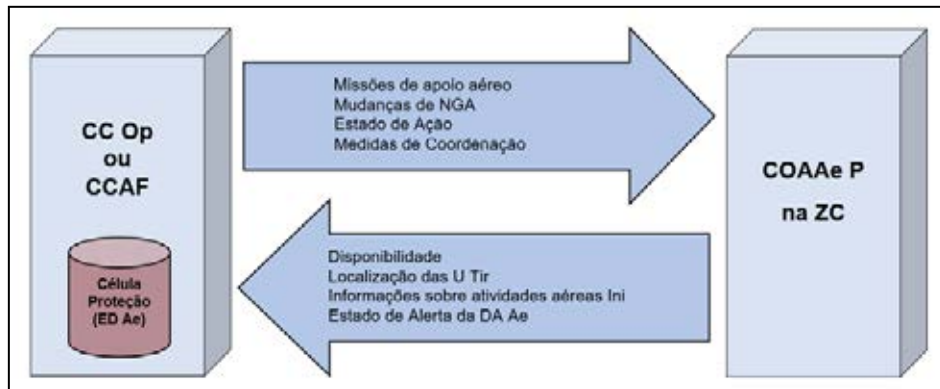 CC Op
ou
CCAF
Célula
Proteção
(ED Ae)
Missões de apoio aéreo
Mudanças de NGA
Estado de Ação
Medidas de Coordenação
Disponibilidade
Localização das U Tir
Informações sobre atividades aéreas Ini
Estado de Alerta da DA Ae
COAAe P
na ZC